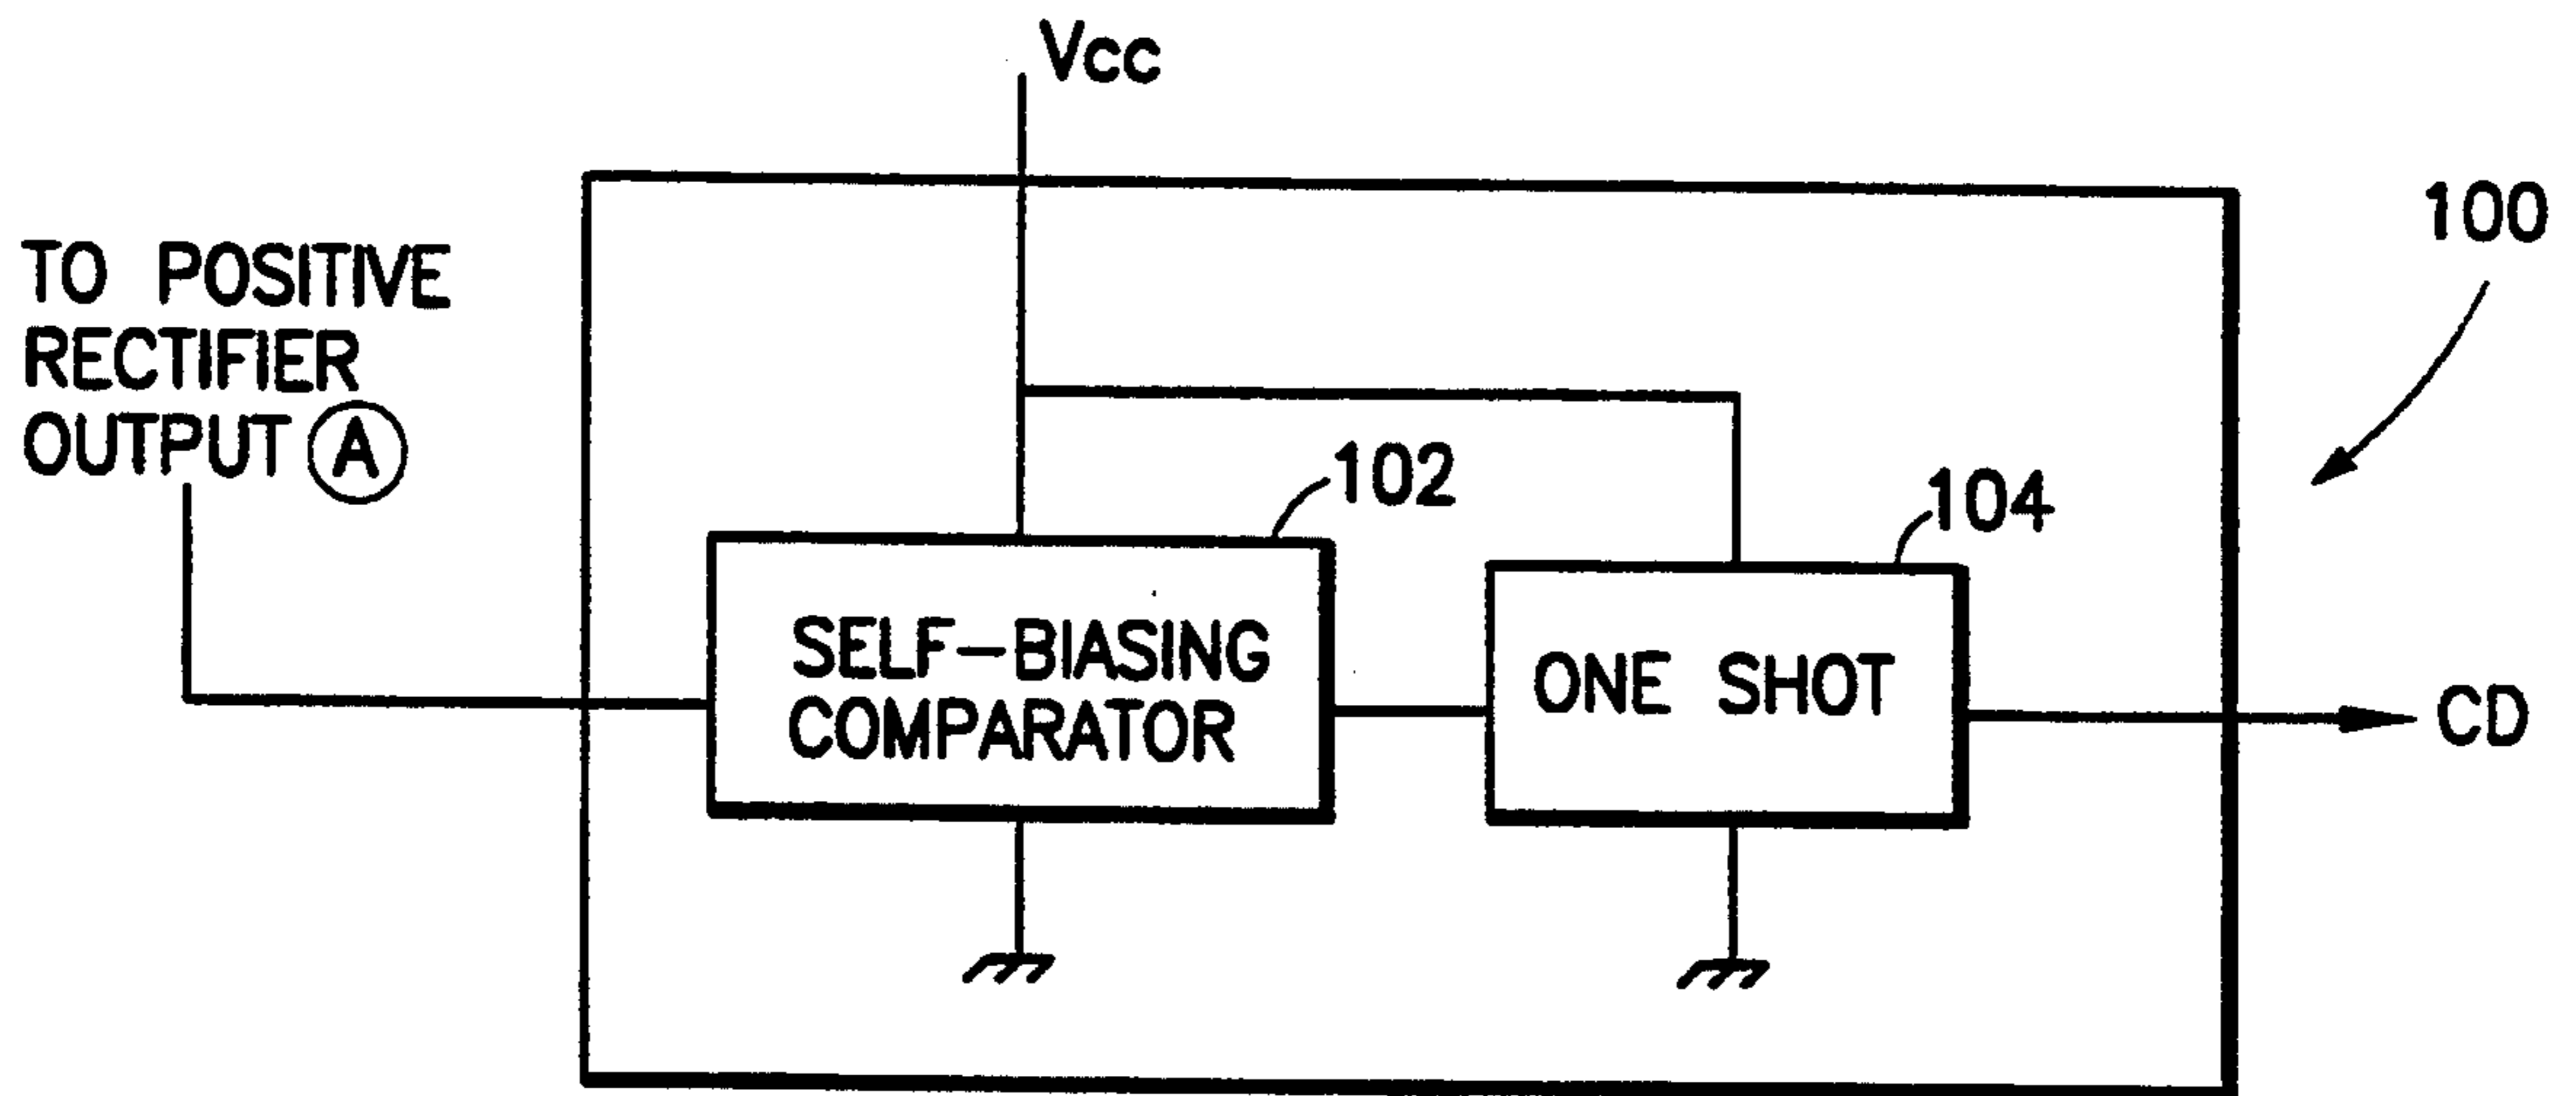 Vcc
100
TO POSITIVE
RECTIFIER
OUTPUT A
102
104
SELF-BIASING
COMPARATOR
ONE SHOT
CD